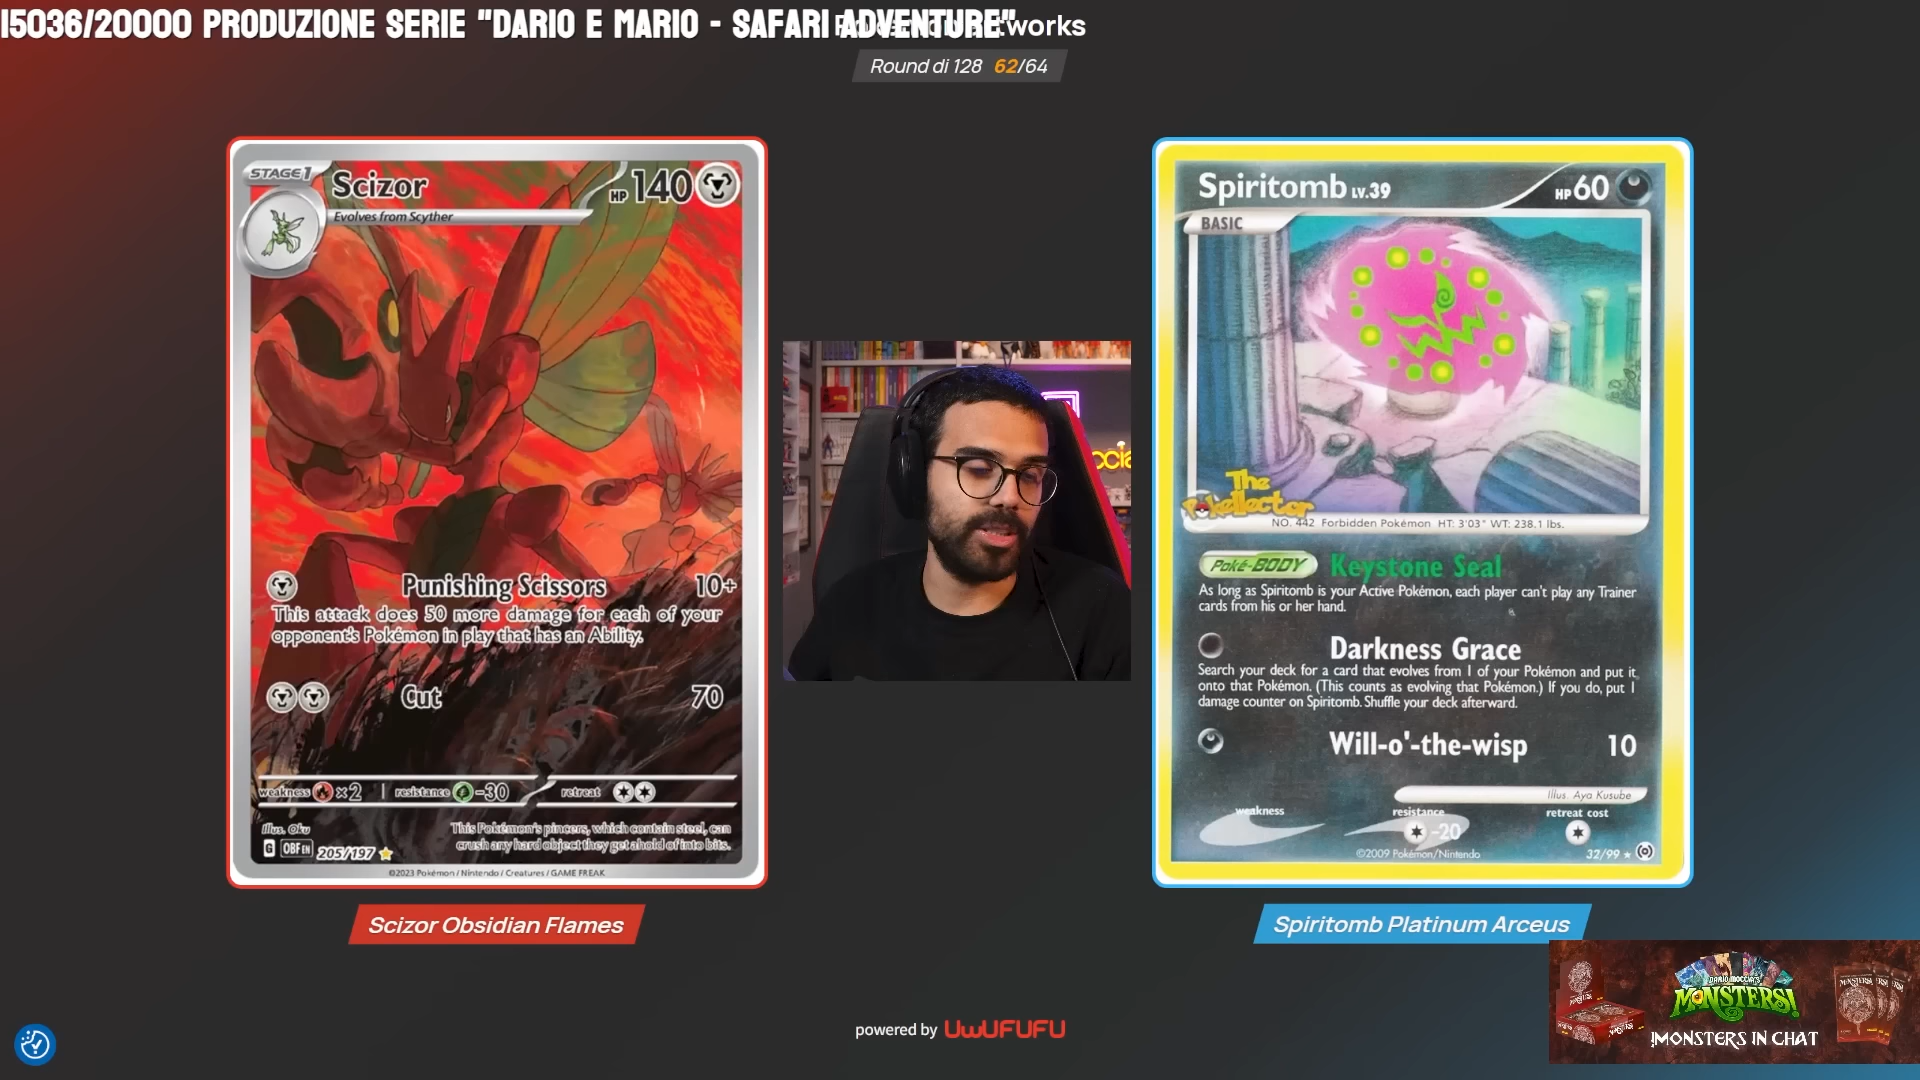 15036/20000 PRODUZIONE SERIE "DARIO E MARIO - SAFARI ADVENTURE"
Round di 128 62/64
STAGE1
Scizor
HP 140
Evolves from Scyther
Punishing Scissors 10+
This attack does 50 more damage for each of your
opponent's Pokémon in play that has an Ability.
Cut 70
weakness ×2 resistance -30 retreat
Illus. Oku
This Pokémon's pincers, which contain steel, can
crush any hard object they get ahold of into bits.
G OBF EN 205/197
©2023 Pokémon / Nintendo / Creatures / GAME FREAK
Scizor Obsidian Flames
Spiritomb LV.39
HP 60
BASIC
The
Pokellector
NO. 442 Forbidden Pokémon HT: 3'03" WT: 238.1 lbs.
Poké-BODY Keystone Seal
As long as Spiritomb is your Active Pokémon, each player can't play any Trainer
cards from his or her hand.
Darkness Grace
Search your deck for a card that evolves from 1 of your Pokémon and put it
onto that Pokémon. (This counts as evolving that Pokémon.) If you do, put 1
damage counter on Spiritomb. Shuffle your deck afterward.
Will-o'-the-wisp 10
Illus. Aya Kusube
weakness resistance retreat cost
-20
©2009 Pokémon/Nintendo
32/99
Spiritomb Platinum Arceus
powered by UwUFUFU
DARIO MOCCIA'S
MONSTERS!
!MONSTERS IN CHAT